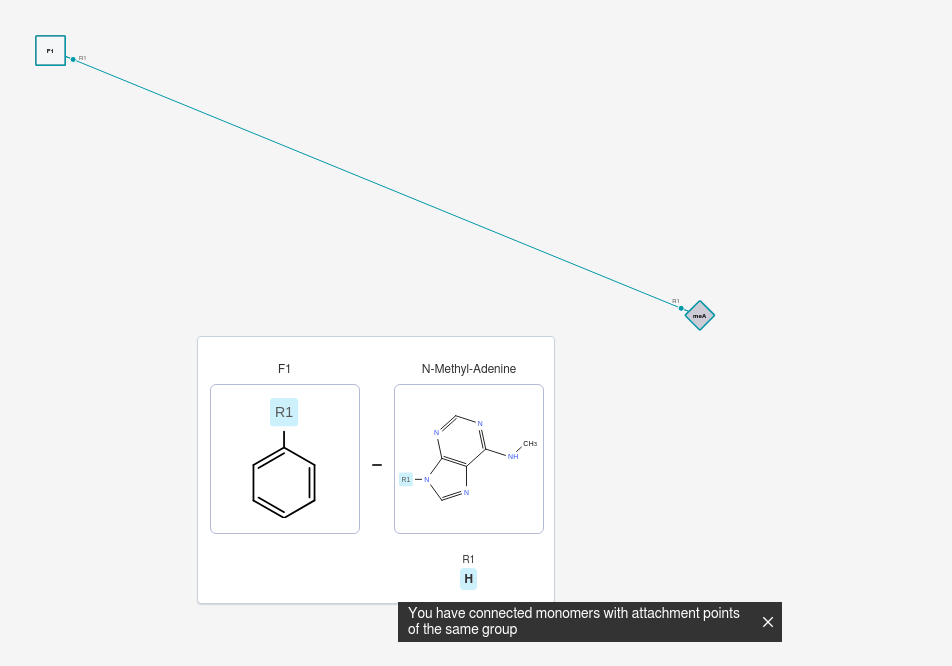 F1
R1
R1
meA
F1
N-Methyl-Adenine
R1
N
N
CH3
NH
R1
N
N
R1
H
You have connected monomers with attachment points
of the same group